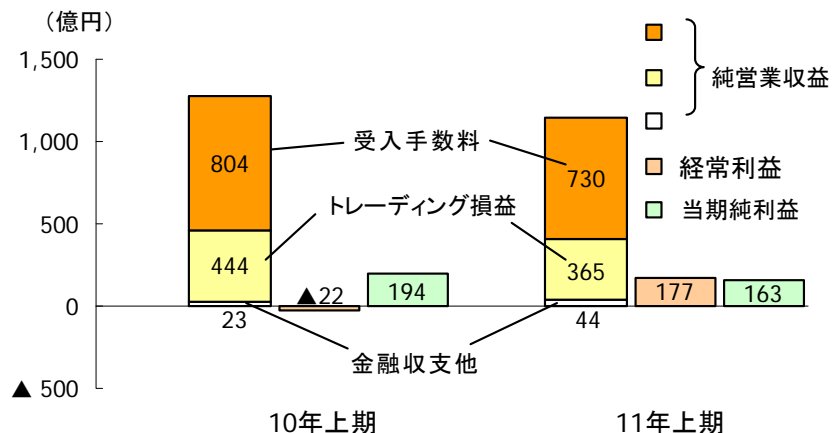 （億円）
1,500
1,000
500
0
▲ 500
純営業収益
経常利益
当期純利益
受入手数料
トレーディング損益
金融収支他
804
444
23
▲22
194
730
365
44
177
163
10年上期
11年上期